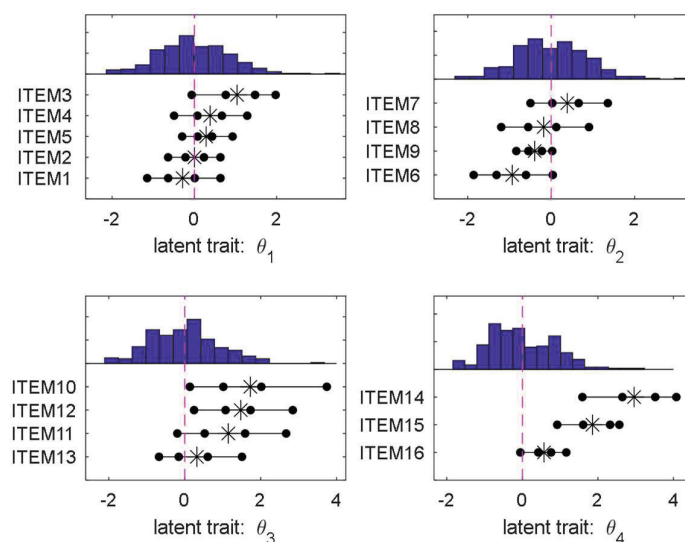 ITEM3
ITEM4
ITEM5
ITEM2
ITEM1
-2 0 2
latent trait: θ1
ITEM7
ITEM8
ITEM9
ITEM6
-2 0 2
latent trait: θ2
ITEM10
ITEM12
ITEM11
ITEM13
-2 0 2 4
latent trait: θ3
ITEM14
ITEM15
ITEM16
-2 0 2 4
latent trait: θ4